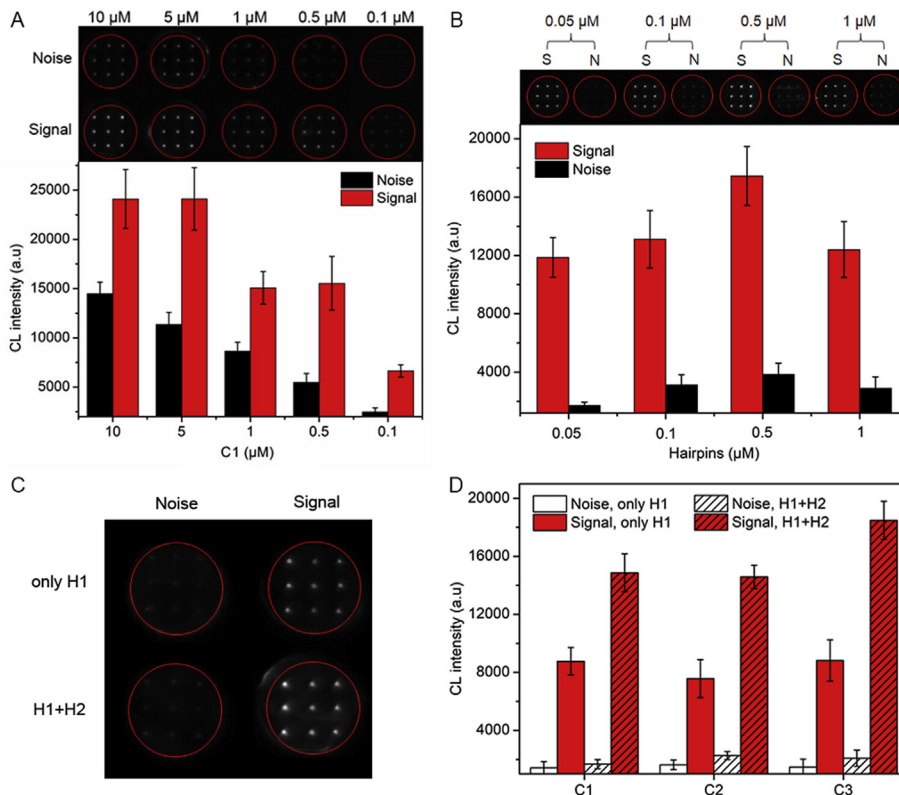 A
10 μM 5 μM 1 μM 0.5 μM 0.1 μM
Noise
Signal
CL intensity (a.u)
25000
20000
15000
10000
5000
Noise
Signal
10 5 1 0.5 0.1
C1 (μM)
B
0.05 μM 0.1 μM 0.5 μM 1 μM
S N S N S N S N
CL intensity (a.u)
20000
16000
12000
8000
4000
Signal
Noise
0.05 0.1 0.5 1
Hairpins (μM)
C
Noise Signal
only H1
H1+H2
D
CL intensity (a.u)
20000
16000
12000
8000
4000
Noise, only H1 Noise, H1+H2
Signal, only H1 Signal, H1+H2
C1 C2 C3